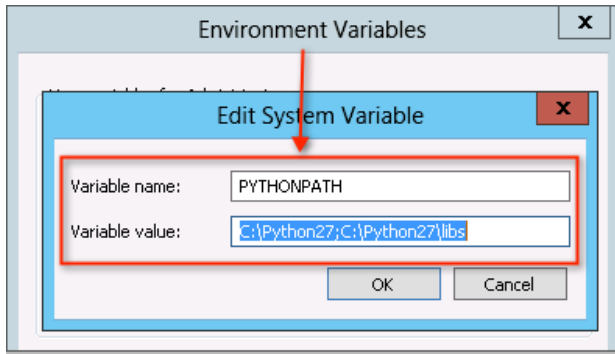 Environment Variables
x
Edit System Variable
x
Variable name:
PYTHONPATH
Variable value:
C:\Python27;C:\Python27\libs
OK
Cancel